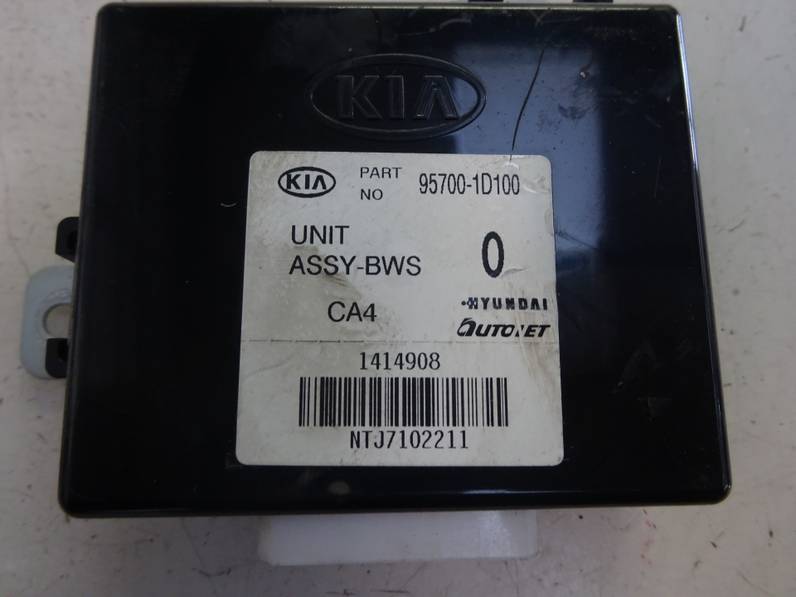 KIA
KIA PART NO 95700-1D100
UNIT ASSY-BWS 0
CA4
HYUNDAI AUTONET
1414908
NTJ7102211